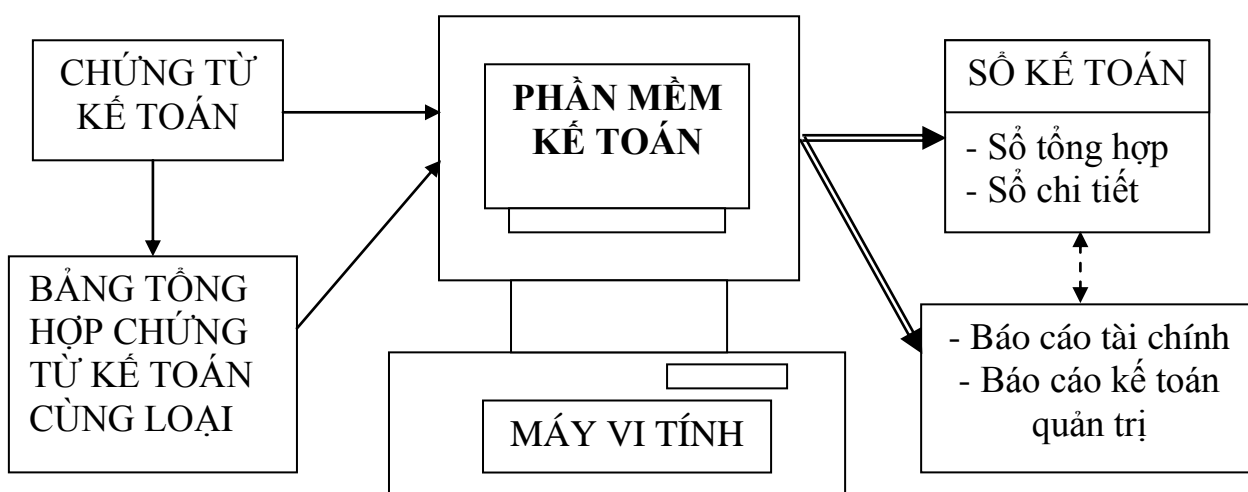 CHỨNG TỪ
KẾ TOÁN
BẢNG TỔNG
HỢP CHỨNG
TỪ KẾ TOÁN
CÙNG LOẠI
PHẦN MỀM
KẾ TOÁN
MÁY VI TÍNH
SỔ KẾ TOÁN
- Sổ tổng hợp
- Sổ chi tiết
- Báo cáo tài chính
- Báo cáo kế toán
quản trị